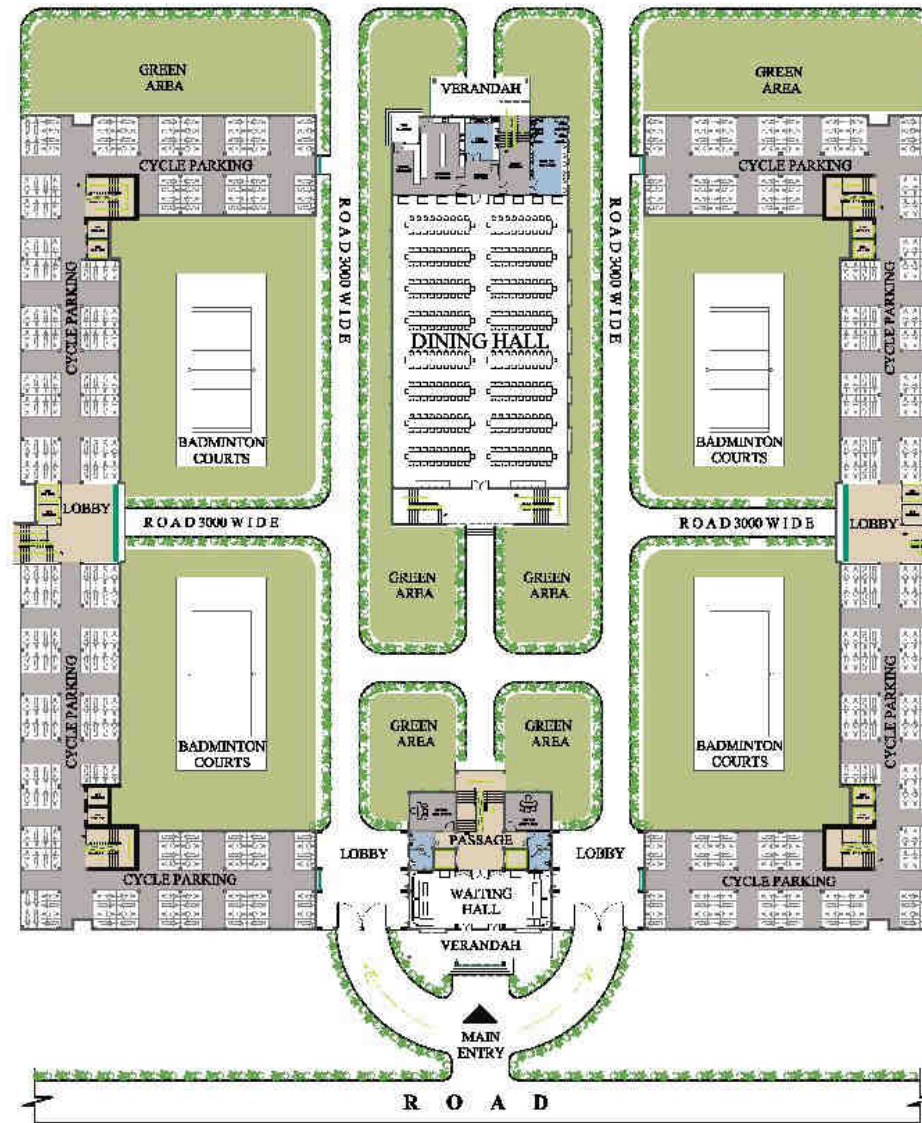 GREEN
AREA
GREEN
AREA
VERANDAH
CYCLE PARKING
CYCLE PARKING
ROAD 3000 WIDE
ROAD 3000 WIDE
CYCLE PARKING
CYCLE PARKING
DINING HALL
BADMINTON
COURTS
BADMINTON
COURTS
LOBBY
ROAD 3000 WIDE
ROAD 3000 WIDE
LOBBY
GREEN
AREA
GREEN
AREA
CYCLE PARKING
CYCLE PARKING
GREEN
AREA
GREEN
AREA
BADMINTON
COURTS
BADMINTON
COURTS
PASSAGE
LOBBY
LOBBY
CYCLE PARKING
CYCLE PARKING
WAITING
HALL
VERANDAH
MAIN
ENTRY
ROAD